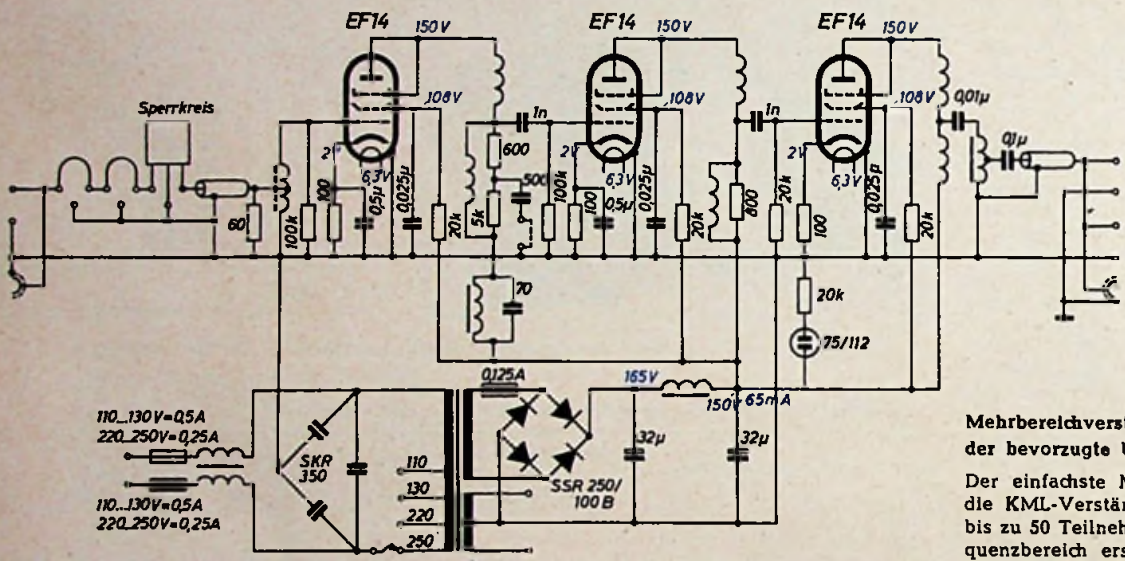 EF14
EF14
EF14
150V
150V
150V
Sperrkreis
108V
108V
108V
1n
1n
0,01µ
0,1µ
2V
6,3V
2V
6,3V
2V
6,3V
60
100k
100
0,5µ
0,025µ
20k
600
500
5k
100k
100
0,5µ
0,025µ
20k
800
20k
100
0,025µ
20k
70
20k
75/112
0,125A
165V
150V
65mA
110...130V=0,5A
220...250V=0,25A
SKR
350
110
130
220
250
32µ
32µ
SSR 250/
100B
110...130V=0,5A
220...250V=0,25A
Mehrbereichverst
der bevorzugte
Der einfachste
die KML-Verstär
bis zu 50 Teilneh
quenzbereich ers